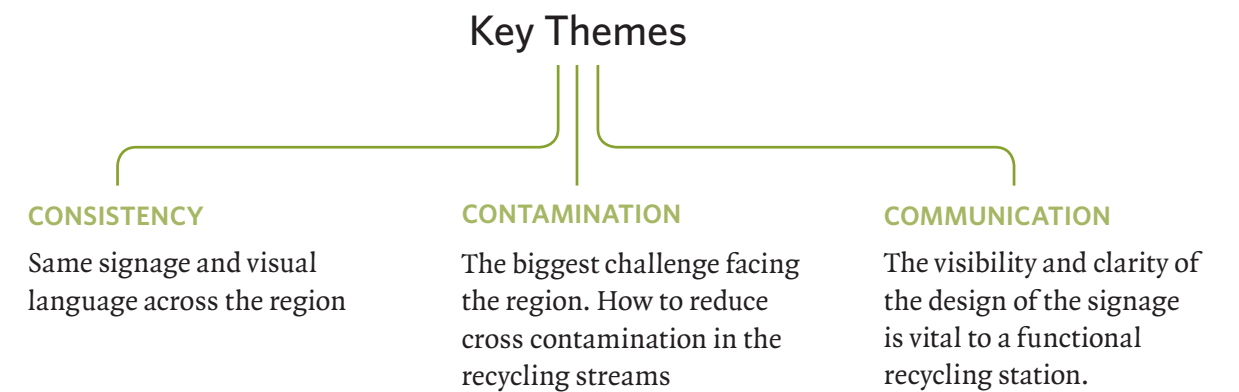 Key Themes
CONSISTENCY
Same signage and visual
language across the region
CONTAMINATION
The biggest challenge facing
the region. How to reduce
cross contamination in the
recycling streams
COMMUNICATION
The visibility and clarity of
the design of the signage
is vital to a functional
recycling station.